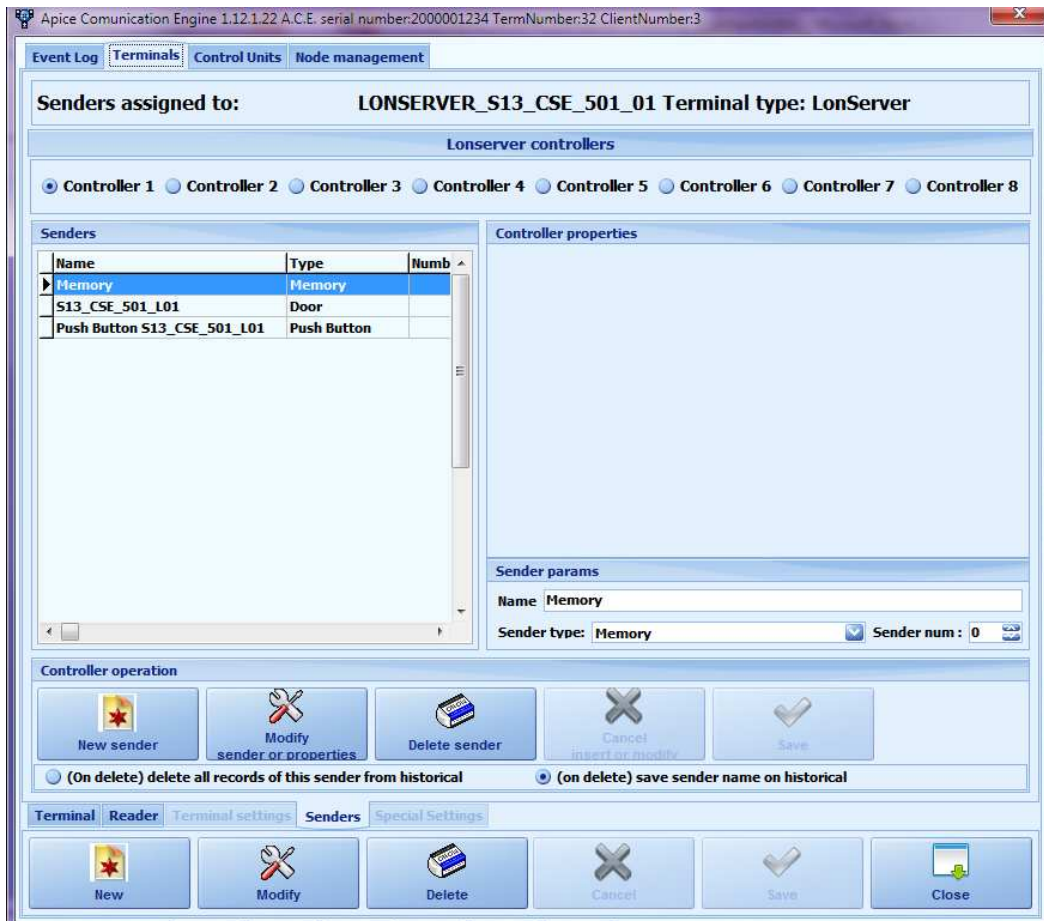 Apice Comunication Engine 1.12.1.22 A.C.E. serial number:2000001234 TermNumber:32 ClientNumber:3
Event Log Terminals Control Units Node management
Senders assigned to: LONSERVER_S13_CSE_501_01 Terminal type: LonServer
Lonserver controllers
Controller 1 Controller 2 Controller 3 Controller 4 Controller 5 Controller 6 Controller 7 Controller 8
Senders
Name Type Numb
Memory Memory
S13_CSE_501_L01 Door
Push Button S13_CSE_501_L01 Push Button
Controller properties
Sender params
Name Memory
Sender type: Memory Sender num : 0
Controller operation
New sender
Modify
sender or properties
Delete sender
Cancel
insert or modify
Save
(On delete) delete all records of this sender from historical (on delete) save sender name on historical
Terminal Reader Terminal settings Senders Special Settings
New Modify Delete Cancel Save Close